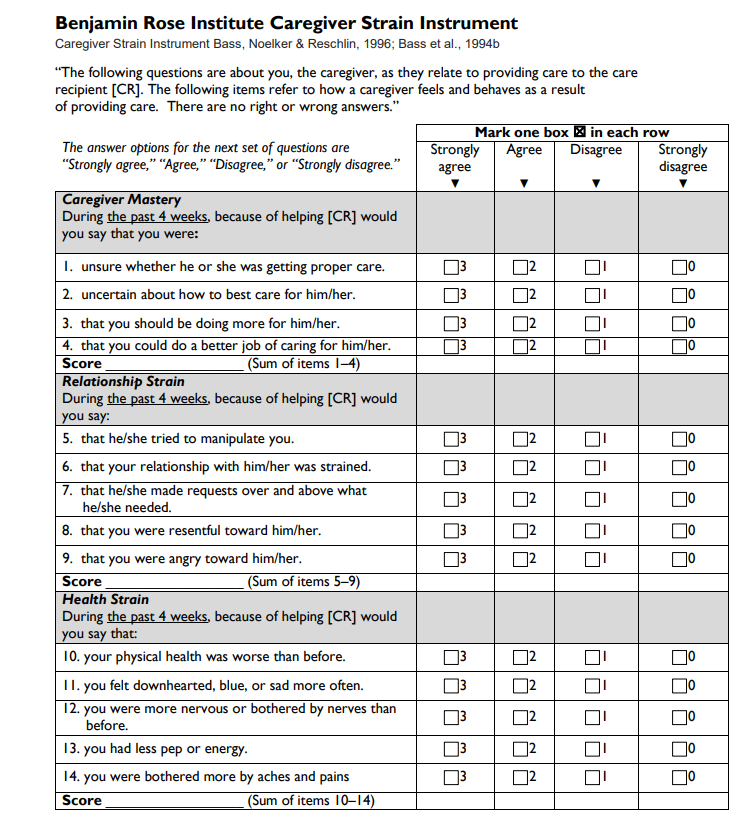 Benjamin Rose Institute Caregiver Strain Instrument
Caregiver Strain Instrument Bass, Noelker & Reschlin, 1996; Bass et al., 1994b
“The following questions are about you, the caregiver, as they relate to providing care to the care
recipient [CR]. The following items refer to how a caregiver feels and behaves as a result
of providing care.  There are no right or wrong answers.”
Mark one box ☒ in each row
The answer options for the next set of questions are
“Strongly agree,” “Agree,” “Disagree,” or “Strongly disagree.”
Strongly agree ▼ Agree ▼ Disagree ▼ Strongly disagree ▼
Caregiver Mastery
During the past 4 weeks, because of helping [CR] would
you say that you were:
1. unsure whether he or she was getting proper care. ☐3 ☐2 ☐1 ☐0
2. uncertain about how to best care for him/her. ☐3 ☐2 ☐1 ☐0
3. that you should be doing more for him/her. ☐3 ☐2 ☐1 ☐0
4. that you could do a better job of caring for him/her. ☐3 ☐2 ☐1 ☐0
Score ____________________ (Sum of items 1–4)
Relationship Strain
During the past 4 weeks, because of helping [CR] would
you say:
5. that he/she tried to manipulate you. ☐3 ☐2 ☐1 ☐0
6. that your relationship with him/her was strained. ☐3 ☐2 ☐1 ☐0
7. that he/she made requests over and above what
he/she needed. ☐3 ☐2 ☐1 ☐0
8. that you were resentful toward him/her. ☐3 ☐2 ☐1 ☐0
9. that you were angry toward him/her. ☐3 ☐2 ☐1 ☐0
Score ____________________ (Sum of items 5–9)
Health Strain
During the past 4 weeks, because of helping [CR] would
you say that:
10. your physical health was worse than before. ☐3 ☐2 ☐1 ☐0
11. you felt downhearted, blue, or sad more often. ☐3 ☐2 ☐1 ☐0
12. you were more nervous or bothered by nerves than
before. ☐3 ☐2 ☐1 ☐0
13. you had less pep or energy. ☐3 ☐2 ☐1 ☐0
14. you were bothered more by aches and pains ☐3 ☐2 ☐1 ☐0
Score ____________________ (Sum of items 10–14)